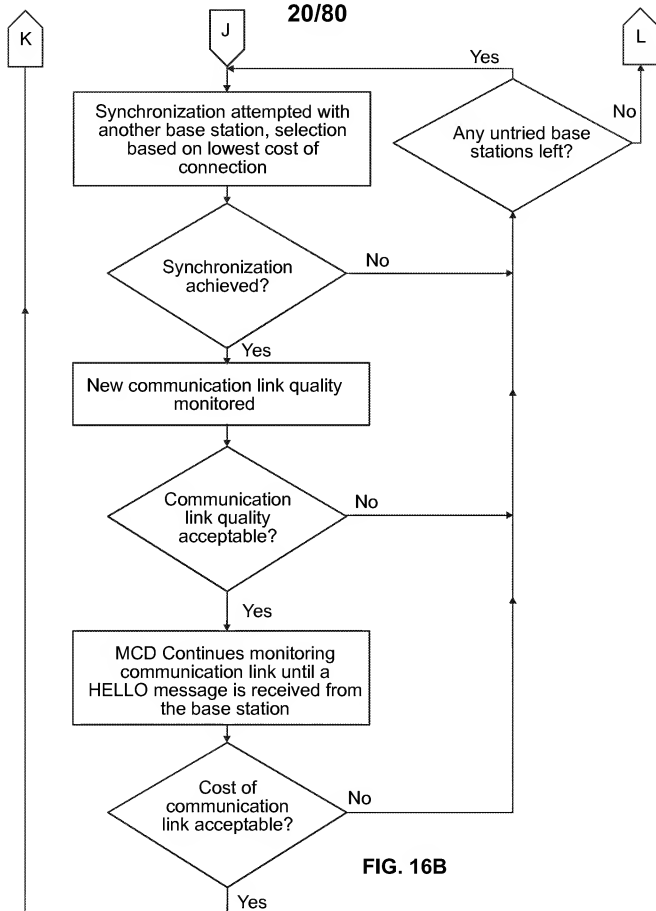 20/80
K
J
L
Yes
Synchronization attempted with
another base station, selection
based on lowest cost of
connection
Any untried base
stations left?
No
Synchronization
achieved?
No
Yes
New communication link quality
monitored
Communication
link quality
acceptable?
No
Yes
MCD Continues monitoring
communication link until a
HELLO message is received from
the base station
Cost of
communication
link acceptable?
No
FIG. 16B
Yes